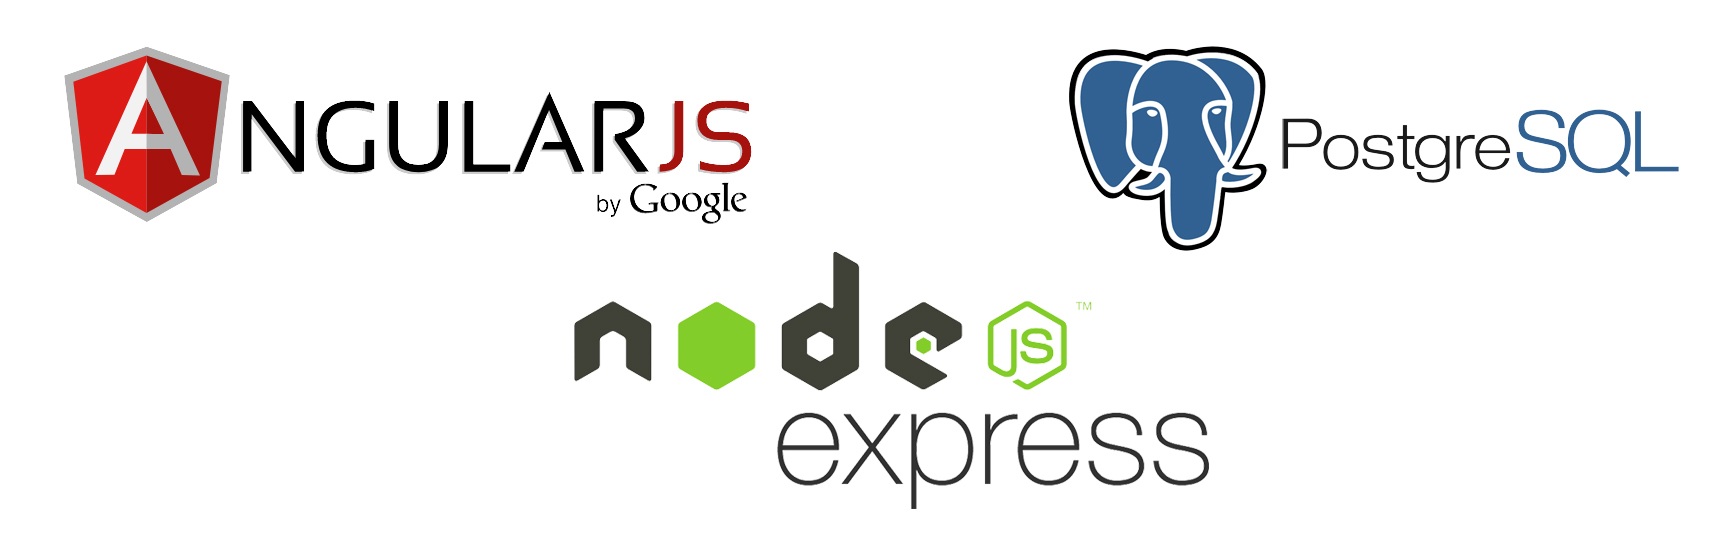 ANGULARJS
by Google
PostgreSQL
node JS ™
express